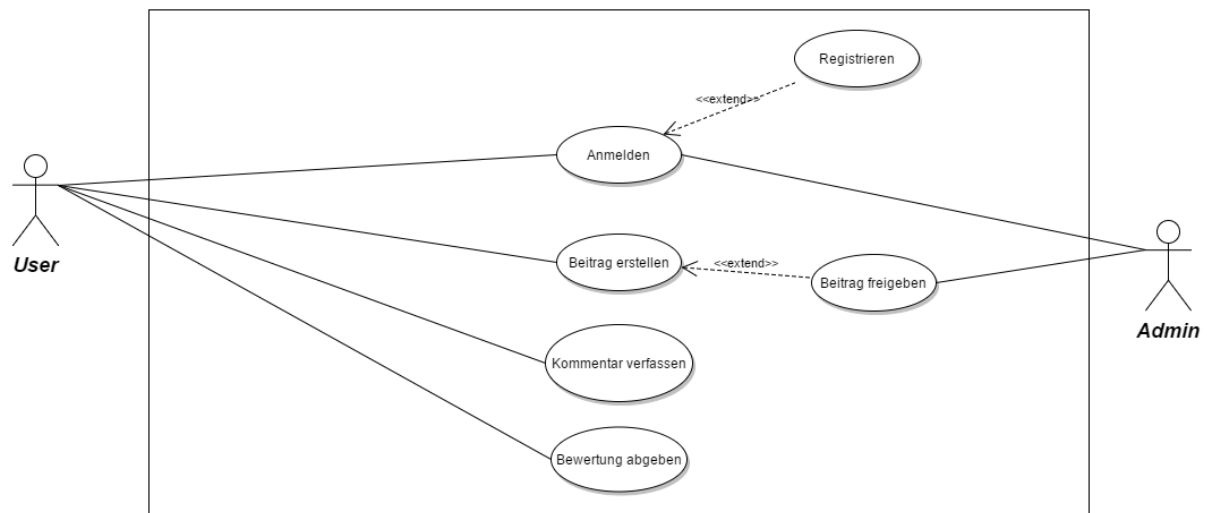 Registrieren
<<extend>>
Anmelden
User
Beitrag erstellen
<<extend>>
Beitrag freigeben
Admin
Kommentar verfassen
Bewertung abgeben